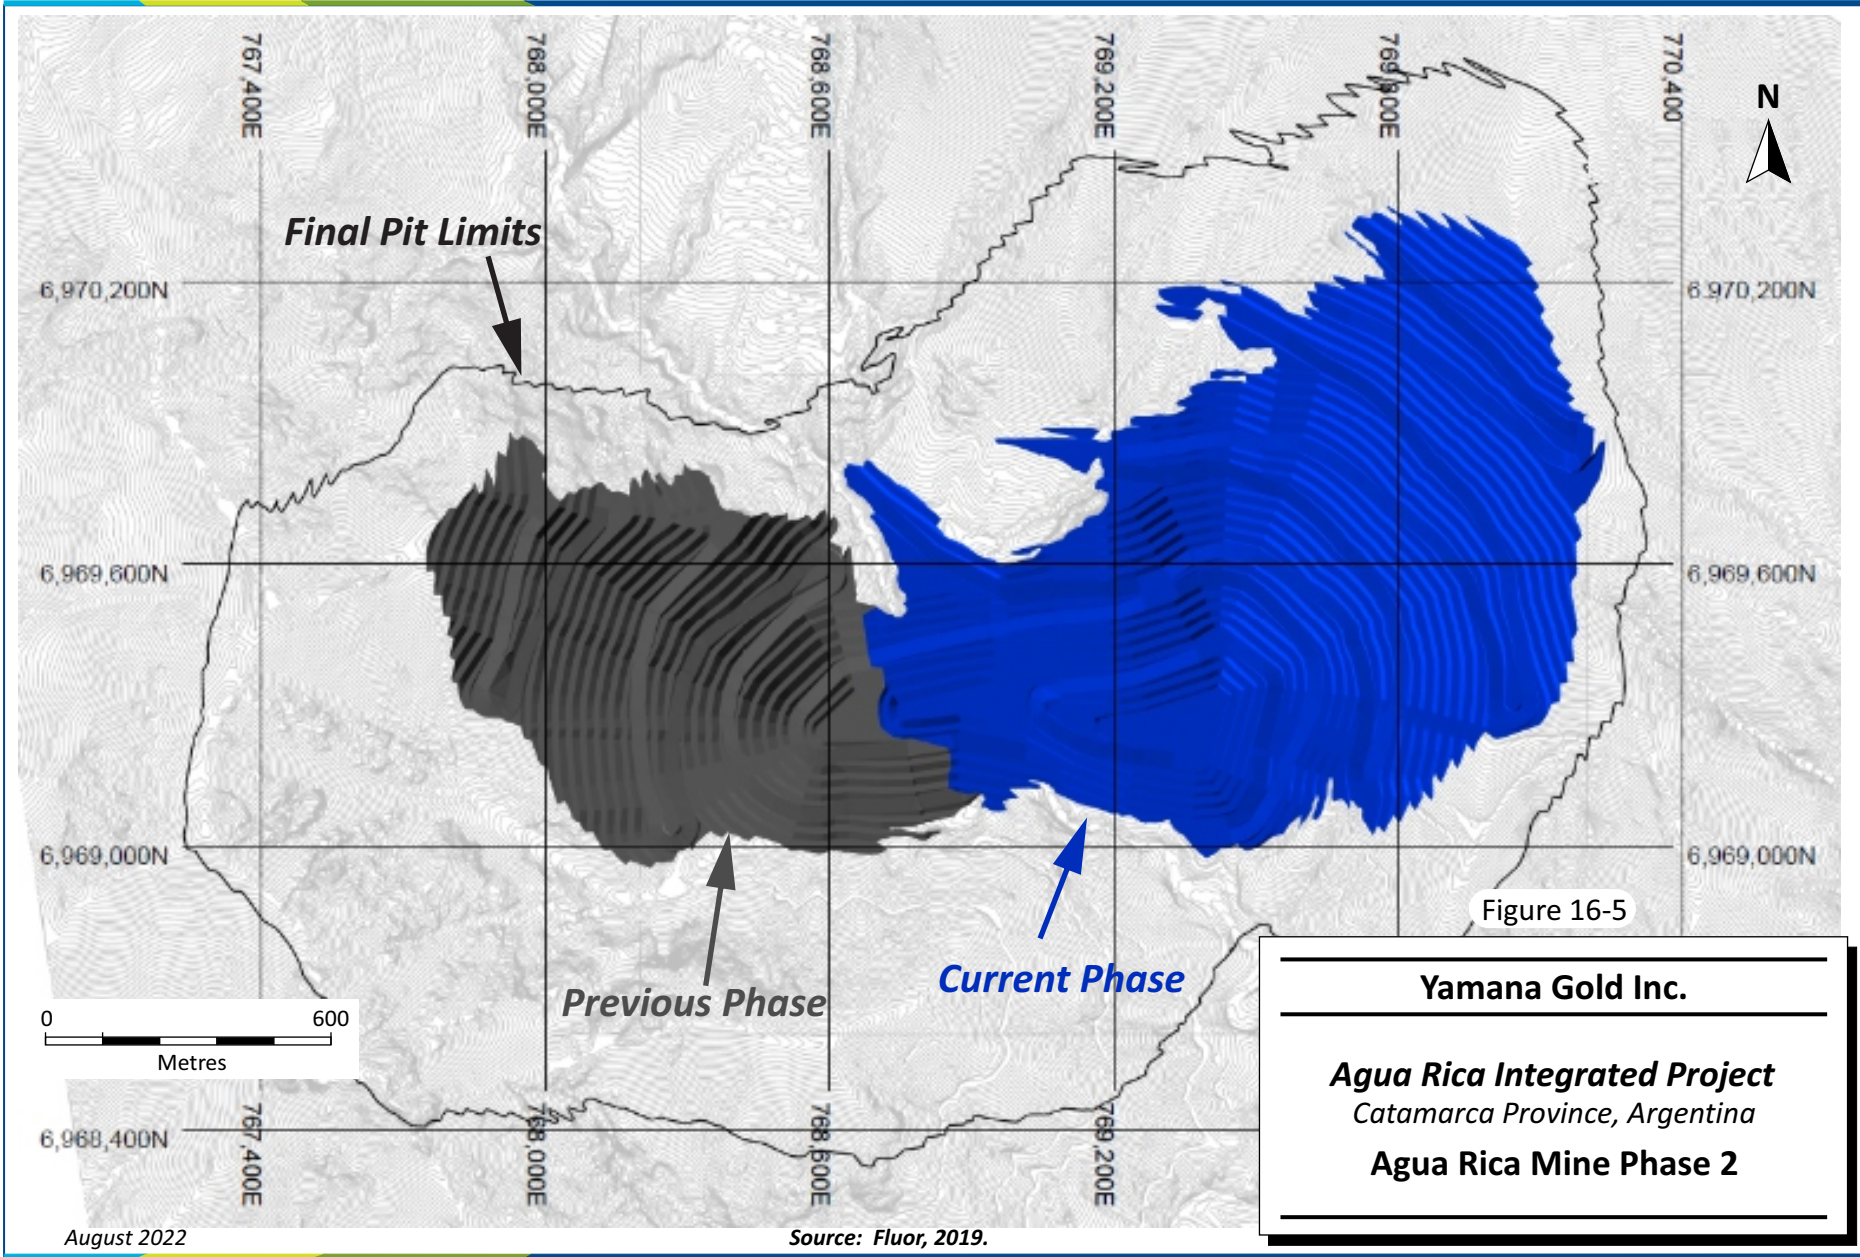 767,400E
768,000E
768,600E
769,200E
769,800E
770,400
N
Final Pit Limits
6,970,200N
6,970,200N
6,969,600N
6,969,600N
6,969,000N
6,969,000N
Figure 16-5
Current Phase
Previous Phase
0 600
Metres
6,968,400N
767,400E
768,000E
768,600E
769,200E
Yamana Gold Inc.
Agua Rica Integrated Project
Catamarca Province, Argentina
Agua Rica Mine Phase 2
August 2022
Source: Fluor, 2019.